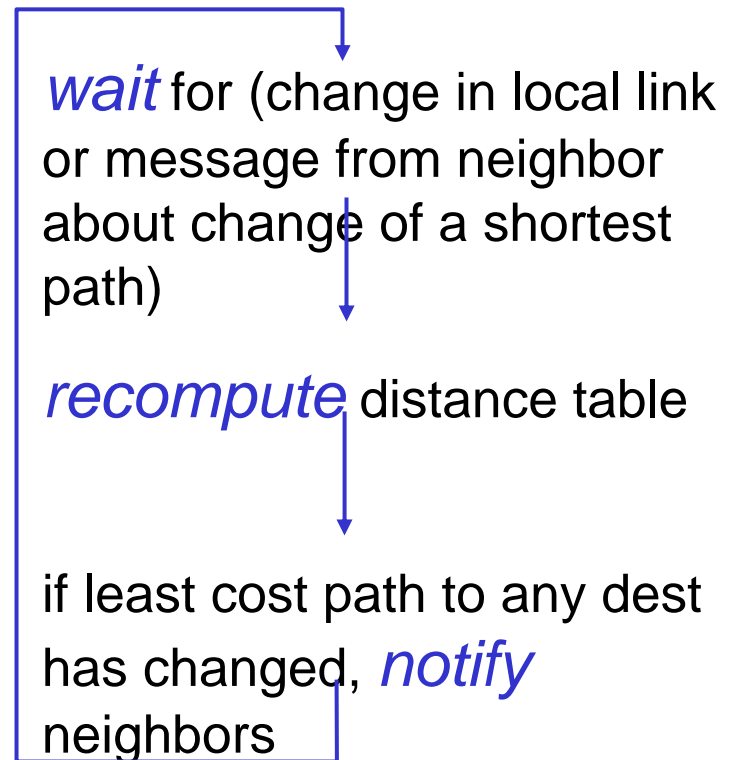 wait for (change in local link
or message from neighbor
about change of a shortest
path)
recompute distance table
if least cost path to any dest
has changed, notify
neighbors